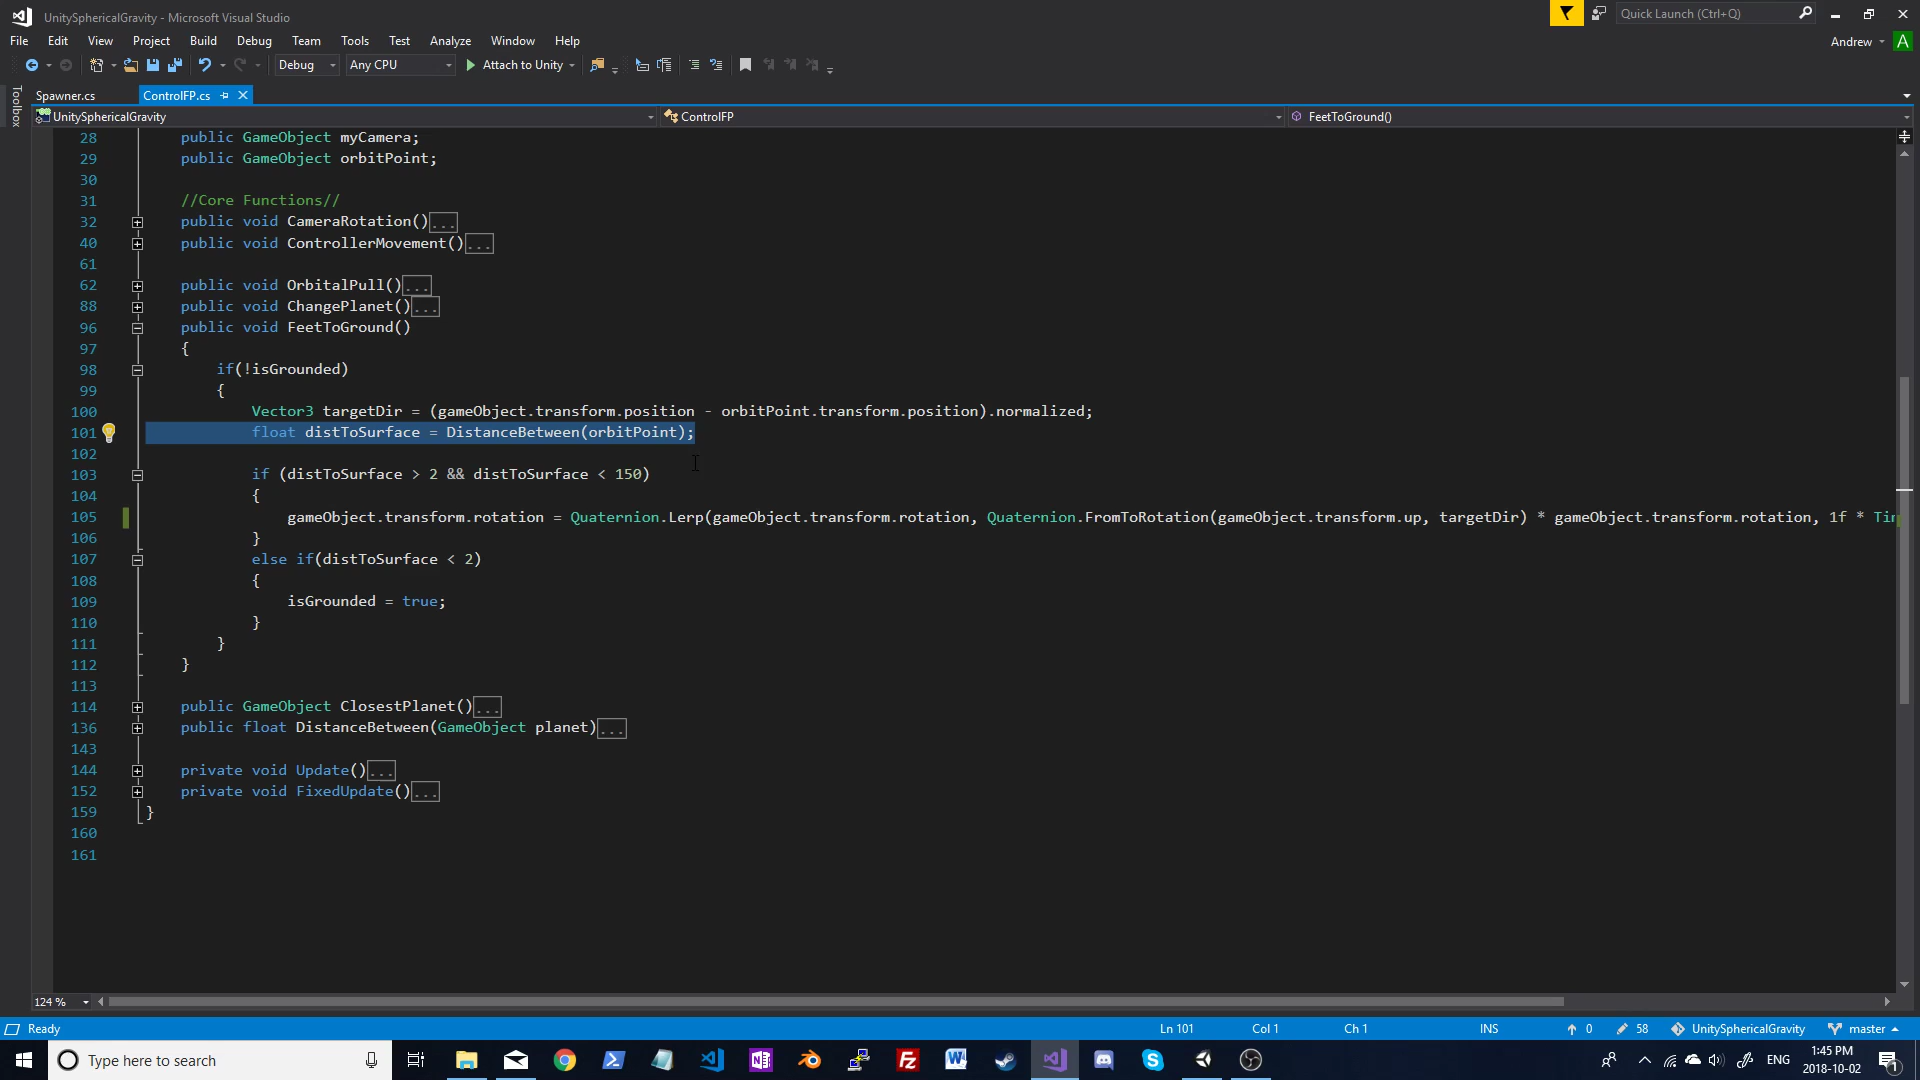 UnitySphericalGravity - Microsoft Visual Studio
Quick Launch (Ctrl+Q)
File Edit View Project Build Debug Team Tools Test Analyze Window Help
Andrew A
Debug Any CPU Attach to Unity
Toolbox
Spawner.cs ControlFP.cs
UnitySphericalGravity ControlFP FeetToGround()
28 public GameObject myCamera;
29 public GameObject orbitPoint;
30
31 //Core Functions//
32 public void CameraRotation()...
40 public void ControllerMovement()...
61
62 public void OrbitalPull()...
88 public void ChangePlanet()...
96 public void FeetToGround()
97 {
98 if(!isGrounded)
99 {
100 Vector3 targetDir = (gameObject.transform.position - orbitPoint.transform.position).normalized;
101 float distToSurface = DistanceBetween(orbitPoint);
102
103 if (distToSurface > 2 && distToSurface < 150)
104 {
105 gameObject.transform.rotation = Quaternion.Lerp(gameObject.transform.rotation, Quaternion.FromToRotation(gameObject.transform.up, targetDir) * gameObject.transform.rotation, 1f * Tim
106 }
107 else if(distToSurface < 2)
108 {
109 isGrounded = true;
110 }
111 }
112 }
113
114 public GameObject ClosestPlanet()...
136 public float DistanceBetween(GameObject planet)...
143
144 private void Update()...
152 private void FixedUpdate()...
159 }
160
161
124 %
Ready Ln 101 Col 1 Ch 1 INS 0 58 UnitySphericalGravity master
Type here to search ENG 1:45 PM
2018-10-02 1